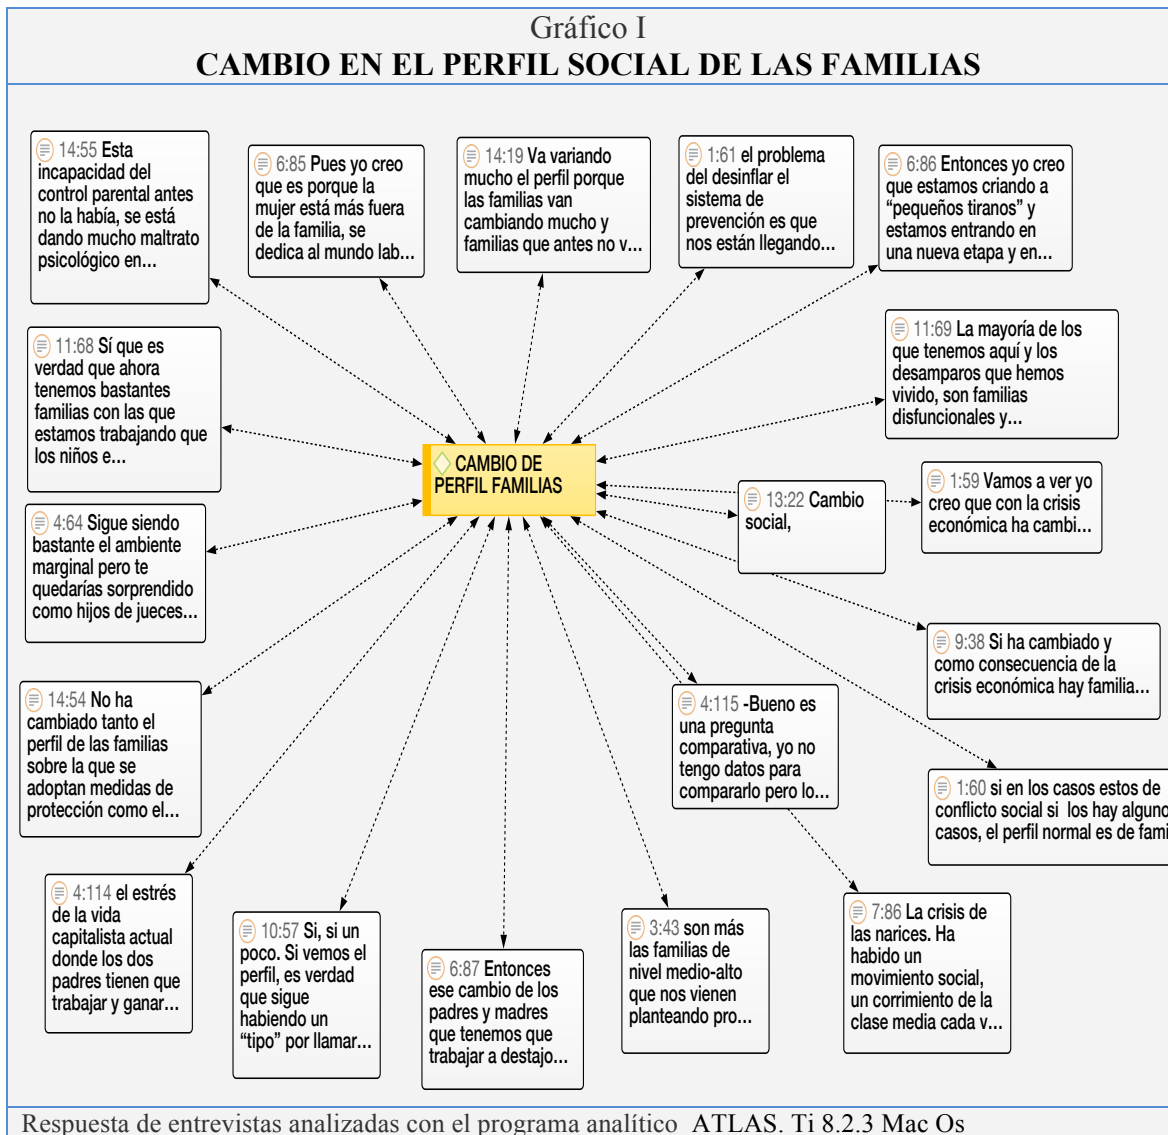 Gráfico I
CAMBIO EN EL PERFIL SOCIAL DE LAS FAMILIAS
14:55 Esta
incapacidad del
control parental antes
no la había, se está
dando mucho maltrato
psicológico en...
6:85 Pues yo creo
que es porque la
mujer está más fuera
de la familia, se
dedica al mundo lab...
14:19 Va variando
mucho el perfil porque
las familias van
cambiando mucho y
familias que antes no v...
1:61 el problema
del desinflar el
sistema de
prevención es que
nos están llegando...
6:86 Entonces yo creo
que estamos criando a
“pequeños tiranos” y
estamos entrando en
una nueva etapa y en...
11:68 Sí que es
verdad que ahora
tenemos bastantes
familias con las que
estamos trabajando que
los niños e...
11:69 La mayoría de los
que tenemos aquí y los
desamparos que hemos
vivido, son familias
disfuncionales y...
CAMBIO DE
PERFIL FAMILIAS
4:64 Sigue siendo
bastante el ambiente
marginal pero te
quedarías sorprendido
como hijos de jueces...
13:22 Cambio
social,
1:59 Vamos a ver yo
creo que con la crisis
económica ha cambi...
9:38 Si ha cambiado y
como consecuencia de la
crisis económica hay familia...
14:54 No ha
cambiado tanto el
perfil de las familias
sobre la que se
adoptan medidas de
protección como el...
4:115 -Bueno es
una pregunta
comparativa, yo no
tengo datos para
compararlo pero lo...
1:60 si en los casos estos de
conflicto social si los hay alguno
casos, el perfil normal es de fami
4:114 el estrés
de la vida
capitalista actual
donde los dos
padres tienen que
trabajar y ganar...
10:57 Si, si un
poco. Si vemos el
perfil, es verdad
que sigue
habiendo un
“tipo” por llamar...
6:87 Entonces
ese cambio de los
padres y madres
que tenemos que
trabajar a destajo...
3:43 son más
las familias de
nivel medio-alto
que nos vienen
planteando pro...
7:86 La crisis de
las narices. Ha
habido un
movimiento social,
un corrimiento de la
clase media cada v...
Respuesta de entrevistas analizadas con el programa analítico ATLAS. Ti 8.2.3 Mac Os